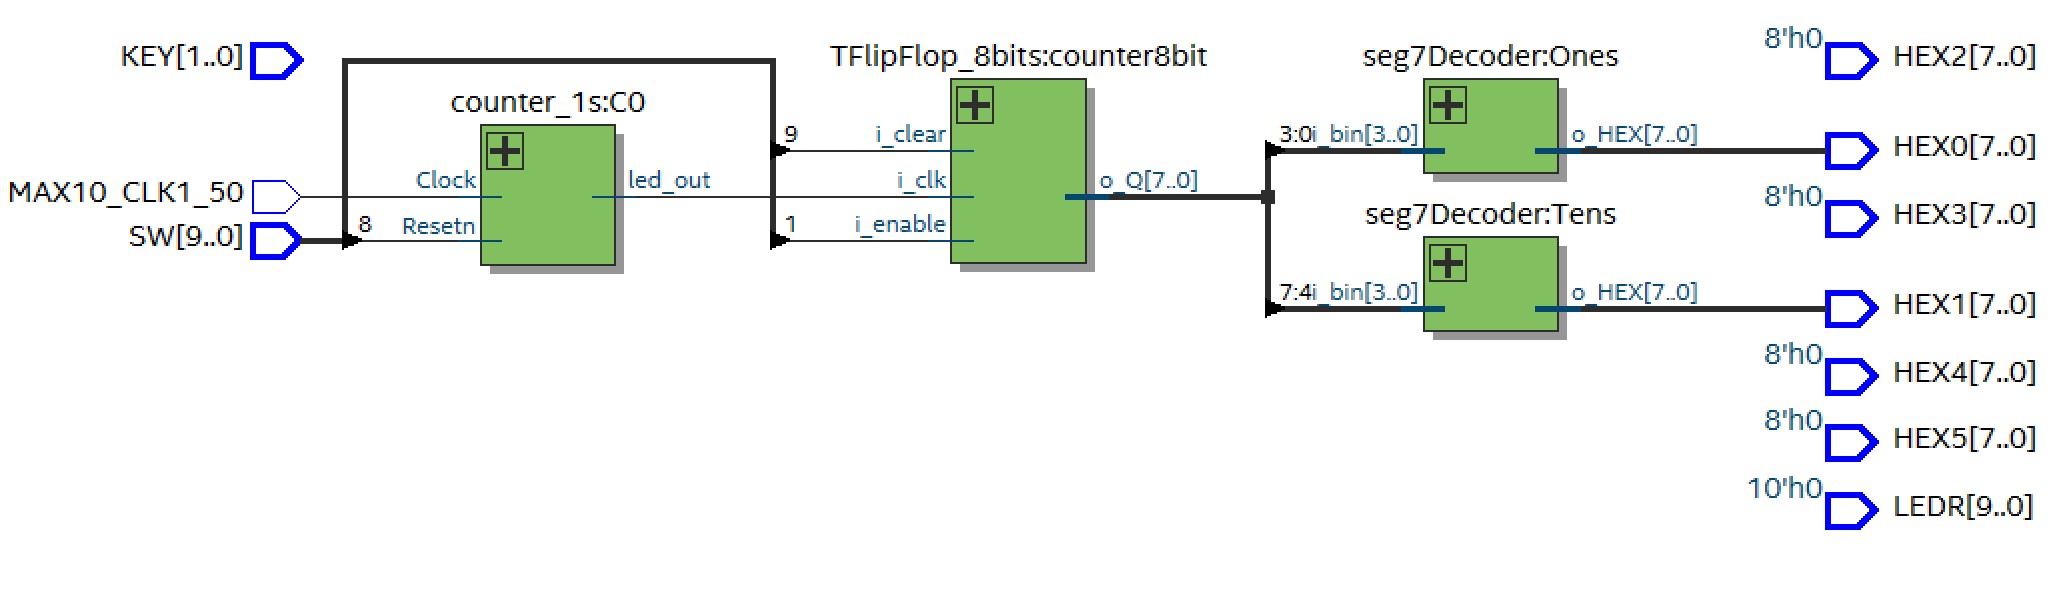 KEY[1..0]
MAX10_CLK1_50
SW[9..0]
8
counter_1s:C0
Clock
Resetn
led_out
9
1
TFlipFlop_8bits:counter8bit
i_clear
i_clk
i_enable
o_Q[7..0]
3:0
7:4
seg7Decoder:Ones
i_bin[3..0]
o_HEX[7..0]
seg7Decoder:Tens
i_bin[3..0]
o_HEX[7..0]
8'h0
HEX2[7..0]
HEX0[7..0]
8'h0
HEX3[7..0]
HEX1[7..0]
8'h0
HEX4[7..0]
8'h0
HEX5[7..0]
10'h0
LEDR[9..0]